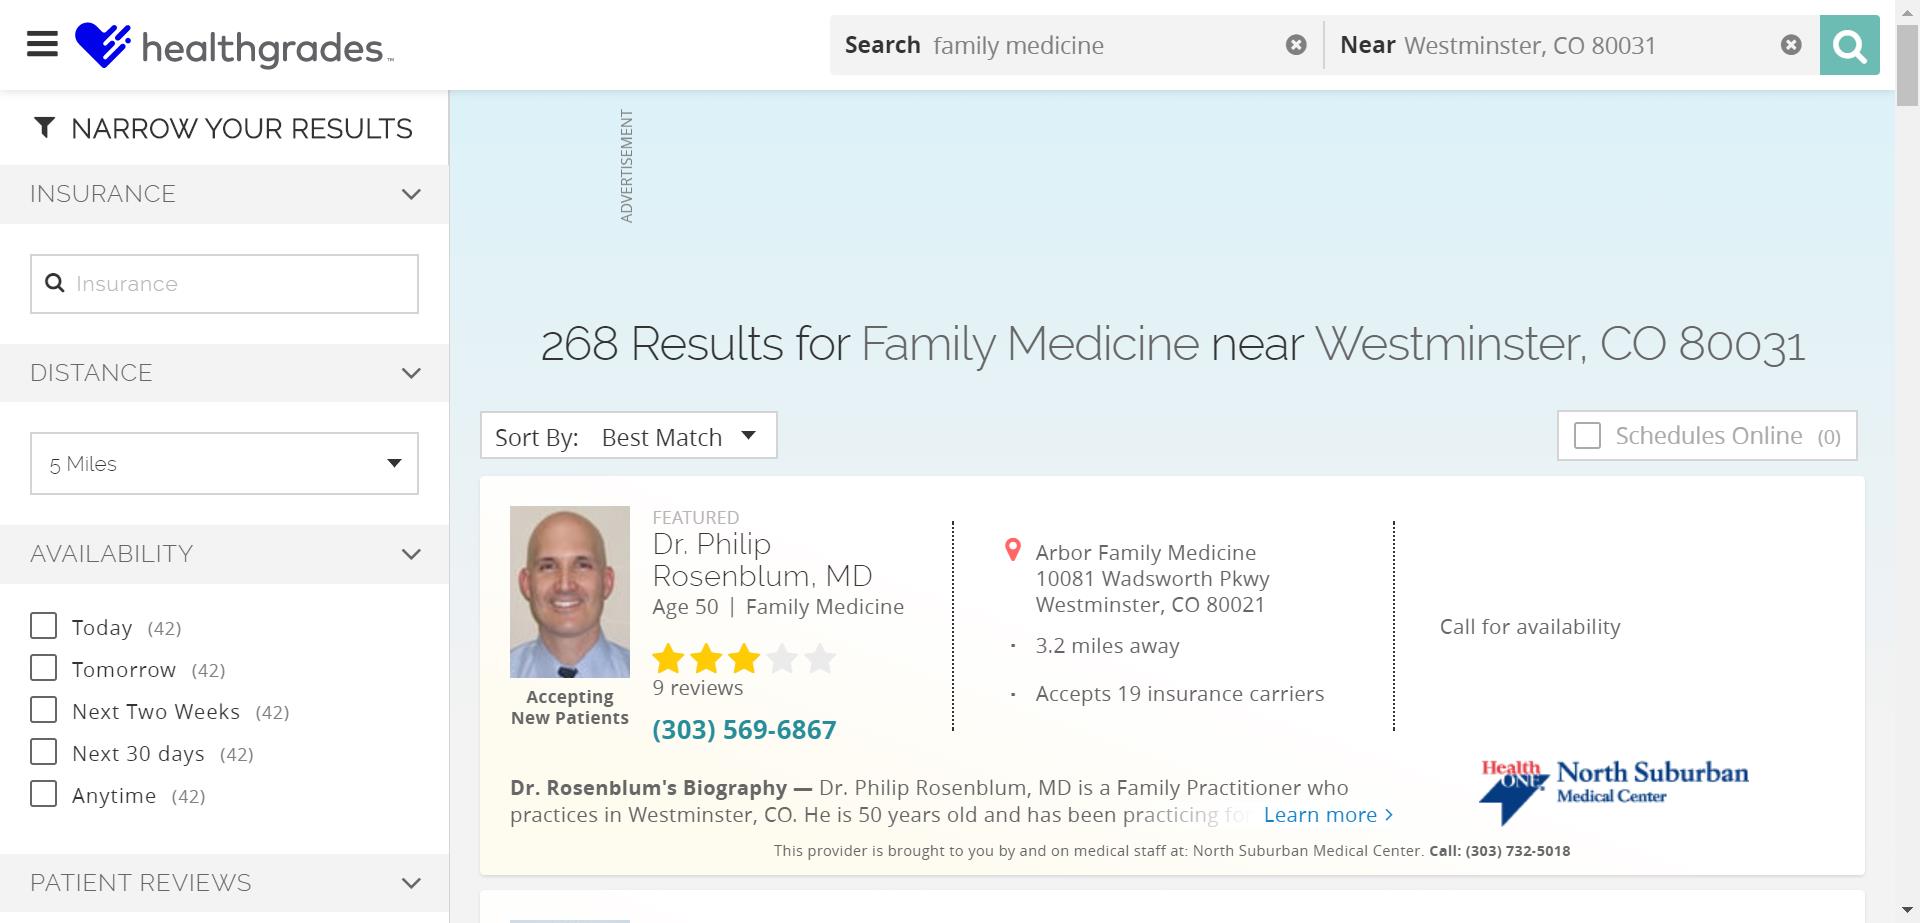 healthgrades™
Search family medicine
Near Westminster, CO 80031
NARROW YOUR RESULTS
INSURANCE
Insurance
DISTANCE
5 Miles
AVAILABILITY
Today (42)
Tomorrow (42)
Next Two Weeks (42)
Next 30 days (42)
Anytime (42)
PATIENT REVIEWS
ADVERTISEMENT
268 Results for Family Medicine near Westminster, CO 80031
Sort By: Best Match
Schedules Online (0)
FEATURED
Dr. Philip
Rosenblum, MD
Age 50 | Family Medicine
9 reviews
(303) 569-6867
Accepting
New Patients
Arbor Family Medicine
10081 Wadsworth Pkwy
Westminster, CO 80021
· 3.2 miles away
· Accepts 19 insurance carriers
Call for availability
Dr. Rosenblum's Biography — Dr. Philip Rosenblum, MD is a Family Practitioner who
practices in Westminster, CO. He is 50 years old and has been practicing for Learn more >
HealthONE North Suburban
Medical Center
This provider is brought to you by and on medical staff at: North Suburban Medical Center. Call: (303) 732-5018